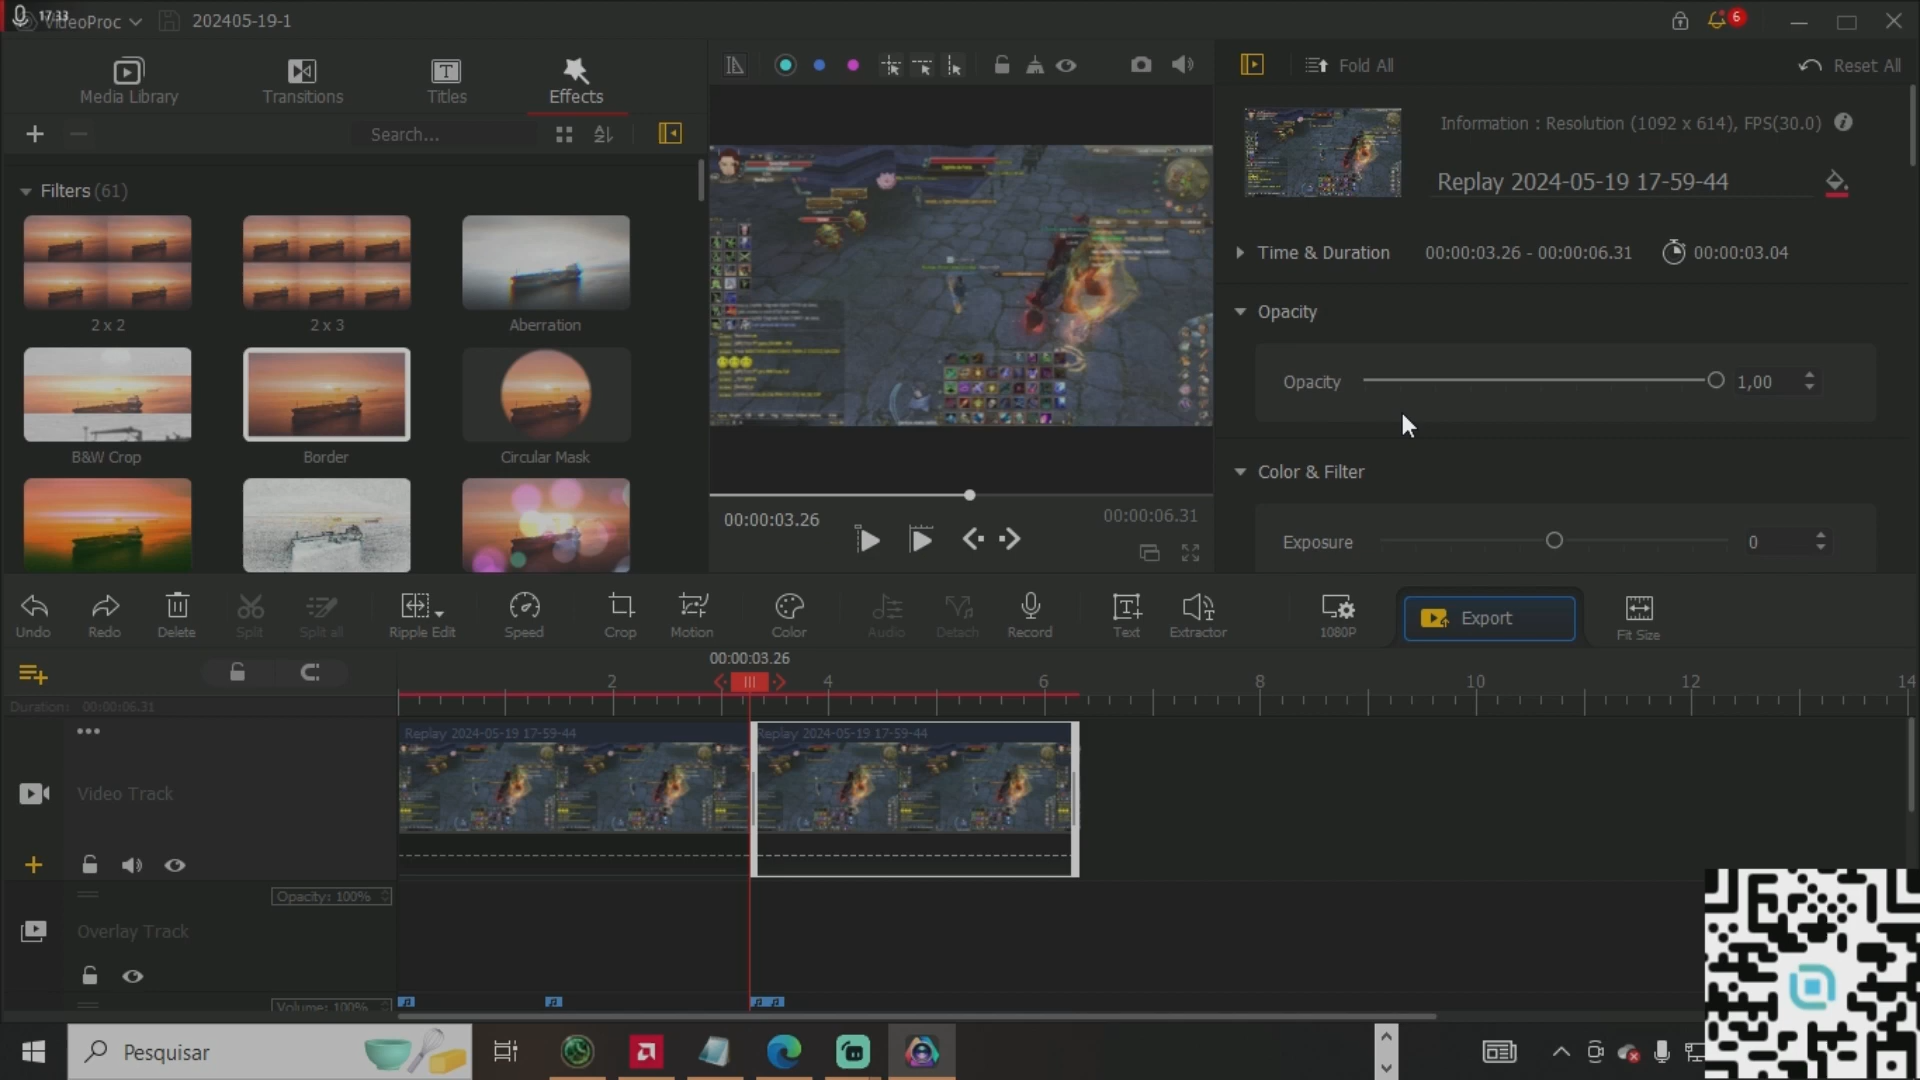 17:33
VideoProc
202405-19-1
6
Media Library
Transitions
Titles
Effects
Fold All
Reset All
Search...
Information : Resolution (1092 x 614), FPS(30.0)
Replay 2024-05-19 17-59-44
Filters (61)
2 x 2
2 x 3
Aberration
Time & Duration
00:00:03.26 - 00:00:06.31
00:00:03.04
Opacity
Opacity
1,00
B&W Crop
Border
Circular Mask
Color & Filter
Exposure
0
00:00:03.26
00:00:06.31
Undo
Redo
Delete
Split
Split all
Ripple Edit
Speed
Crop
Motion
Color
Audio
Detach
Record
Text
Extractor
1080P
Export
Fit Size
00:00:03.26
2
4
6
8
10
12
14
Duration: 00:00:06.31
Replay 2024-05-19 17-59-44
Replay 2024-05-19 17-59-44
Video Track
Opacity: 100%
Overlay Track
Volume: 100%
Pesquisar